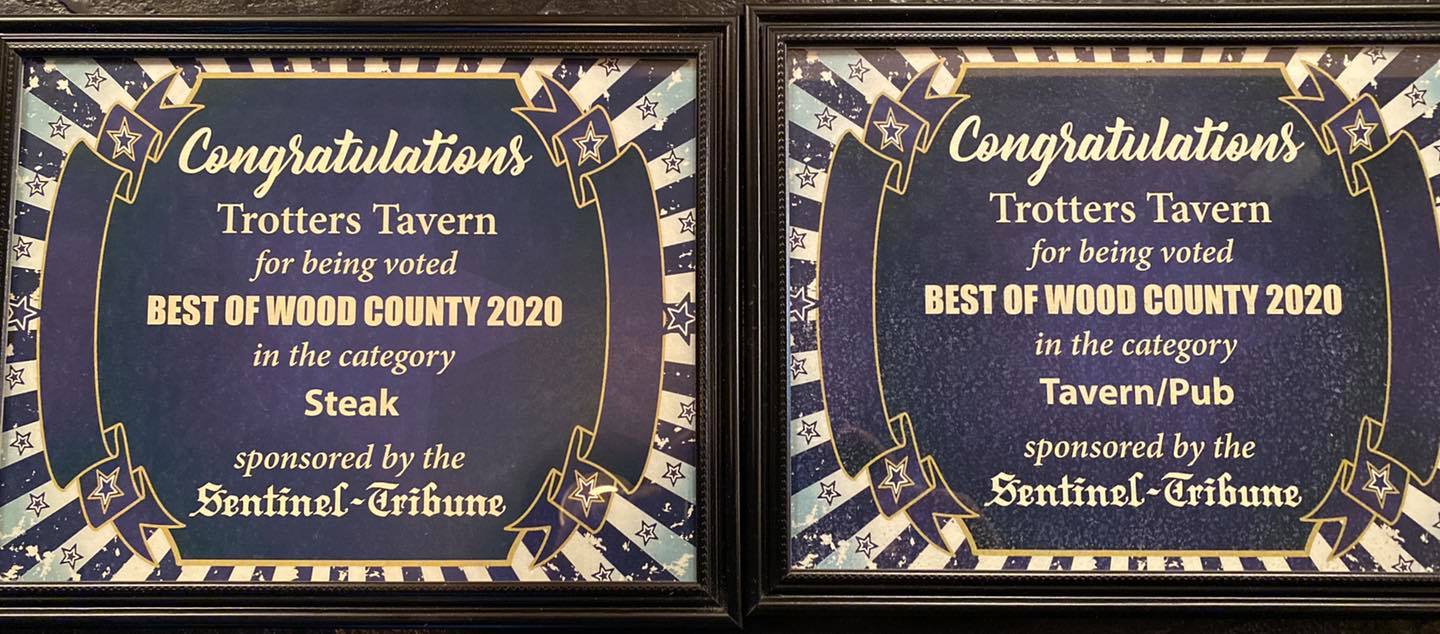 Congratulations
Trotters Tavern
for being voted
BEST OF WOOD COUNTY 2020
in the category
Steak
sponsored by the
Sentinel-Tribune
Congratulations
Trotters Tavern
for being voted
BEST OF WOOD COUNTY 2020
in the category
Tavern/Pub
sponsored by the
Sentinel-Tribune